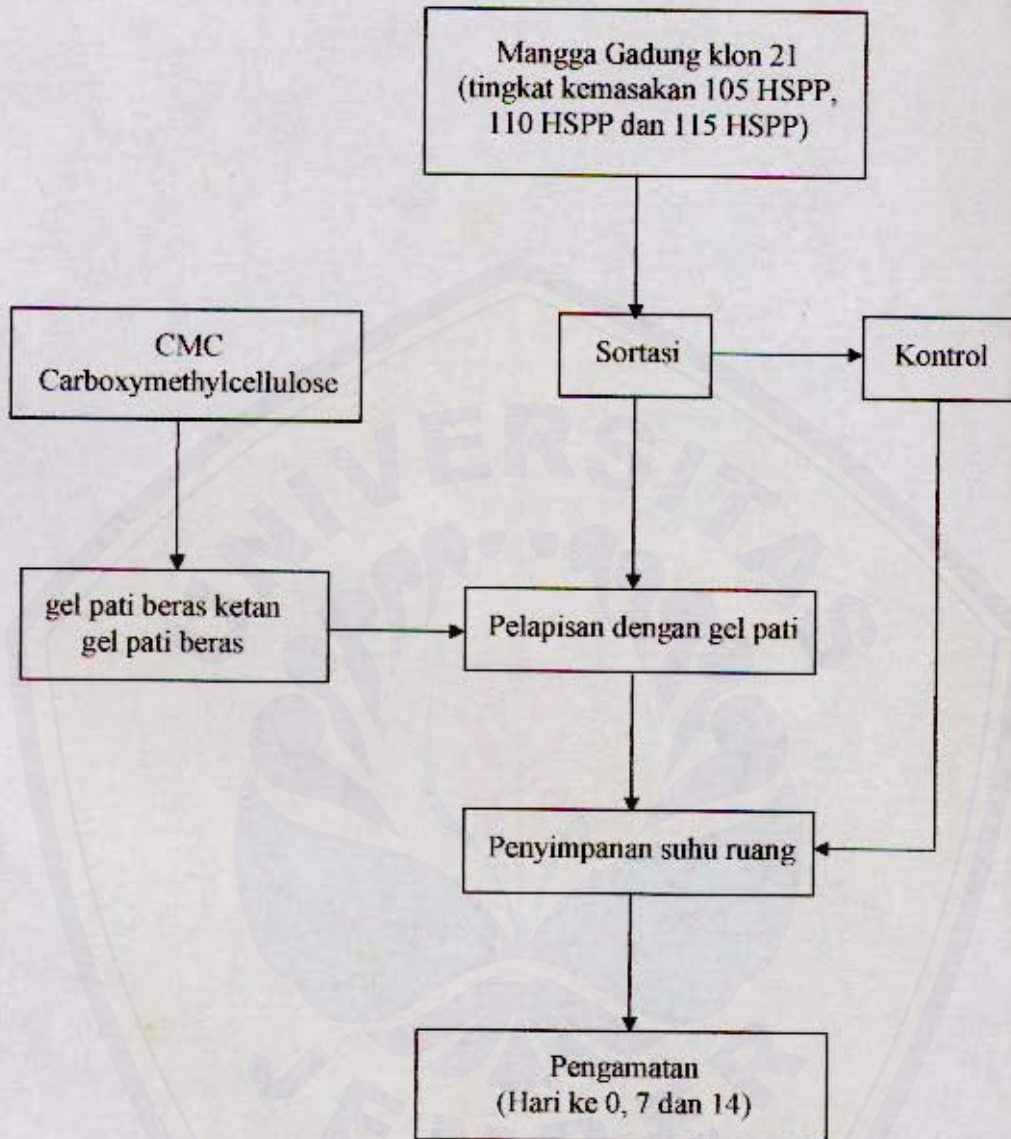 Mangga Gadung klon 21
(tingkat kemasakan 105 HSPP,
110 HSPP dan 115 HSPP)
CMC
Carboxymethylcellulose
Sortasi
Kontrol
gel pati beras ketan
gel pati beras
Pelapisan dengan gel pati
Penyimpanan suhu ruang
Pengamatan
(Hari ke 0, 7 dan 14)
UNIVERSITAS
JEMBER